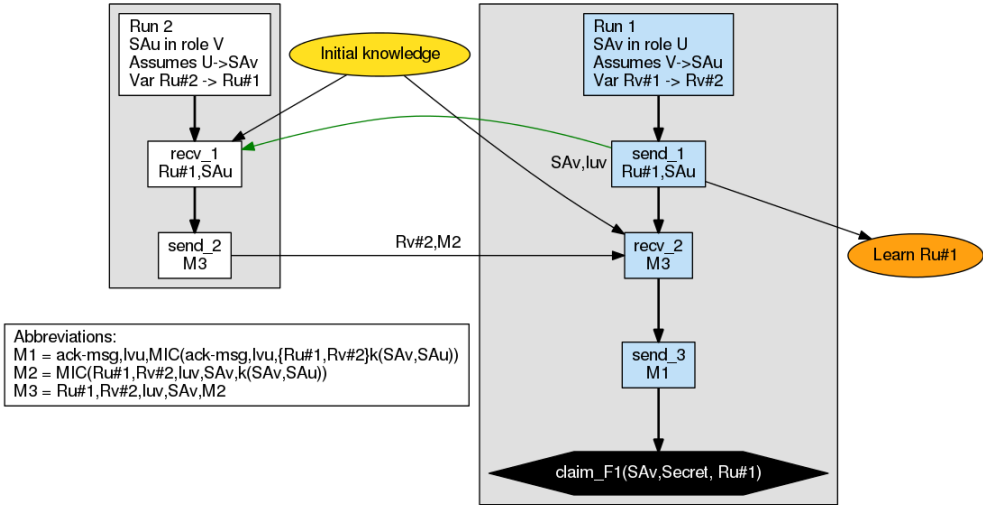 Run 2
SAu in role V
Assumes U->SAv
Var Ru#2 -> Ru#1
Initial knowledge
Run 1
SAv in role U
Assumes V->SAu
Var Rv#1 -> Rv#2
recv_1
Ru#1,SAu
SAv,Iuv
send_1
Ru#1,SAu
send_2
M3
Rv#2,M2
recv_2
M3
Learn Ru#1
Abbreviations:
M1 = ack-msg,Ivu,MIC(ack-msg,Ivu,{Ru#1,Rv#2}k(SAv,SAu))
M2 = MIC(Ru#1,Rv#2,Iuv,SAv,k(SAv,SAu))
M3 = Ru#1,Rv#2,Iuv,SAv,M2
send_3
M1
claim_F1(SAv,Secret, Ru#1)